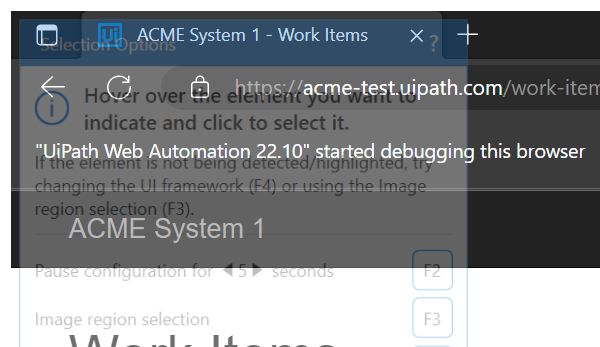 ACME System 1 - Work Items
Selection Options ?
https://acme-test.uipath.com/work-item
Hover over the element you want to
indicate and click to select it.
"UiPath Web Automation 22.10" started debugging this browser
If the element is not being detected/highlighted, try
changing the UI framework (F4) or using the Image
region selection (F3).
ACME System 1
Pause configuration for 5 seconds F2
Image region selection F3
Work Items